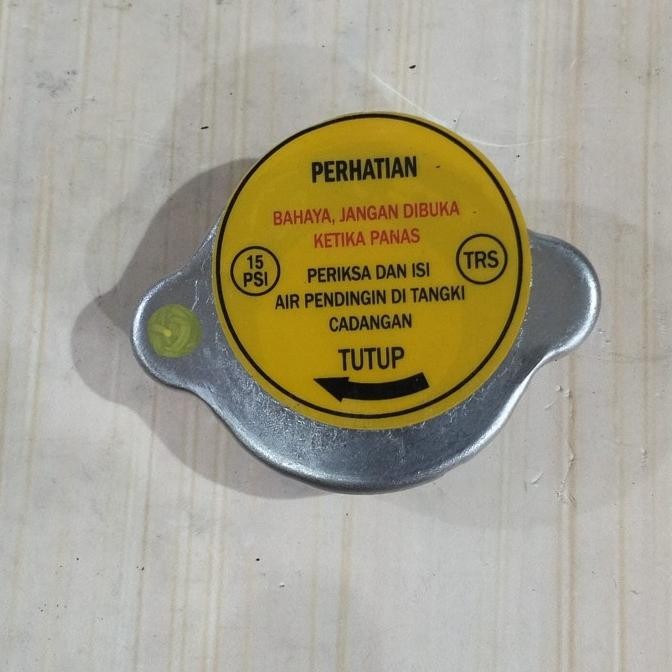 PERHATIAN
BAHAYA, JANGAN DIBUKA
KETIKA PANAS
15
PSI
TRS
PERIKSA DAN ISI
AIR PENDINGIN DI TANGKI
CADANGAN
TUTUP